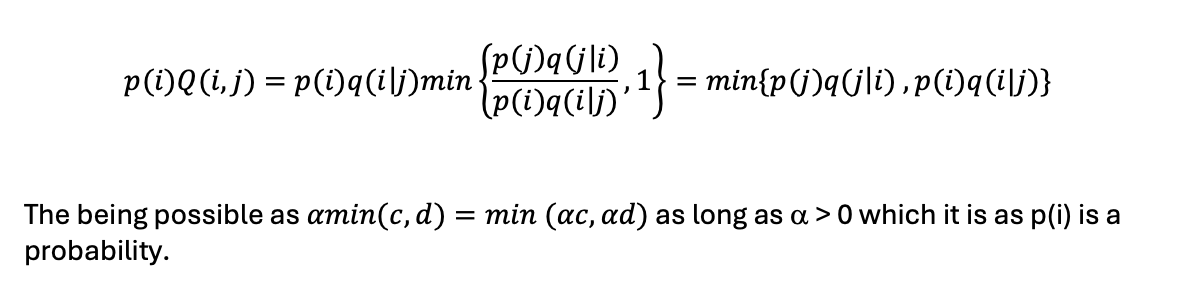 p(i)Q(i,j) = p(i)q(i|j)min {p(j)q(j|i) / p(i)q(i|j) , 1} = min{p(j)q(j|i) , p(i)q(i|j)}
The being possible as αmin(c, d) = min (αc, αd) as long as α > 0 which it is as p(i) is a
probability.